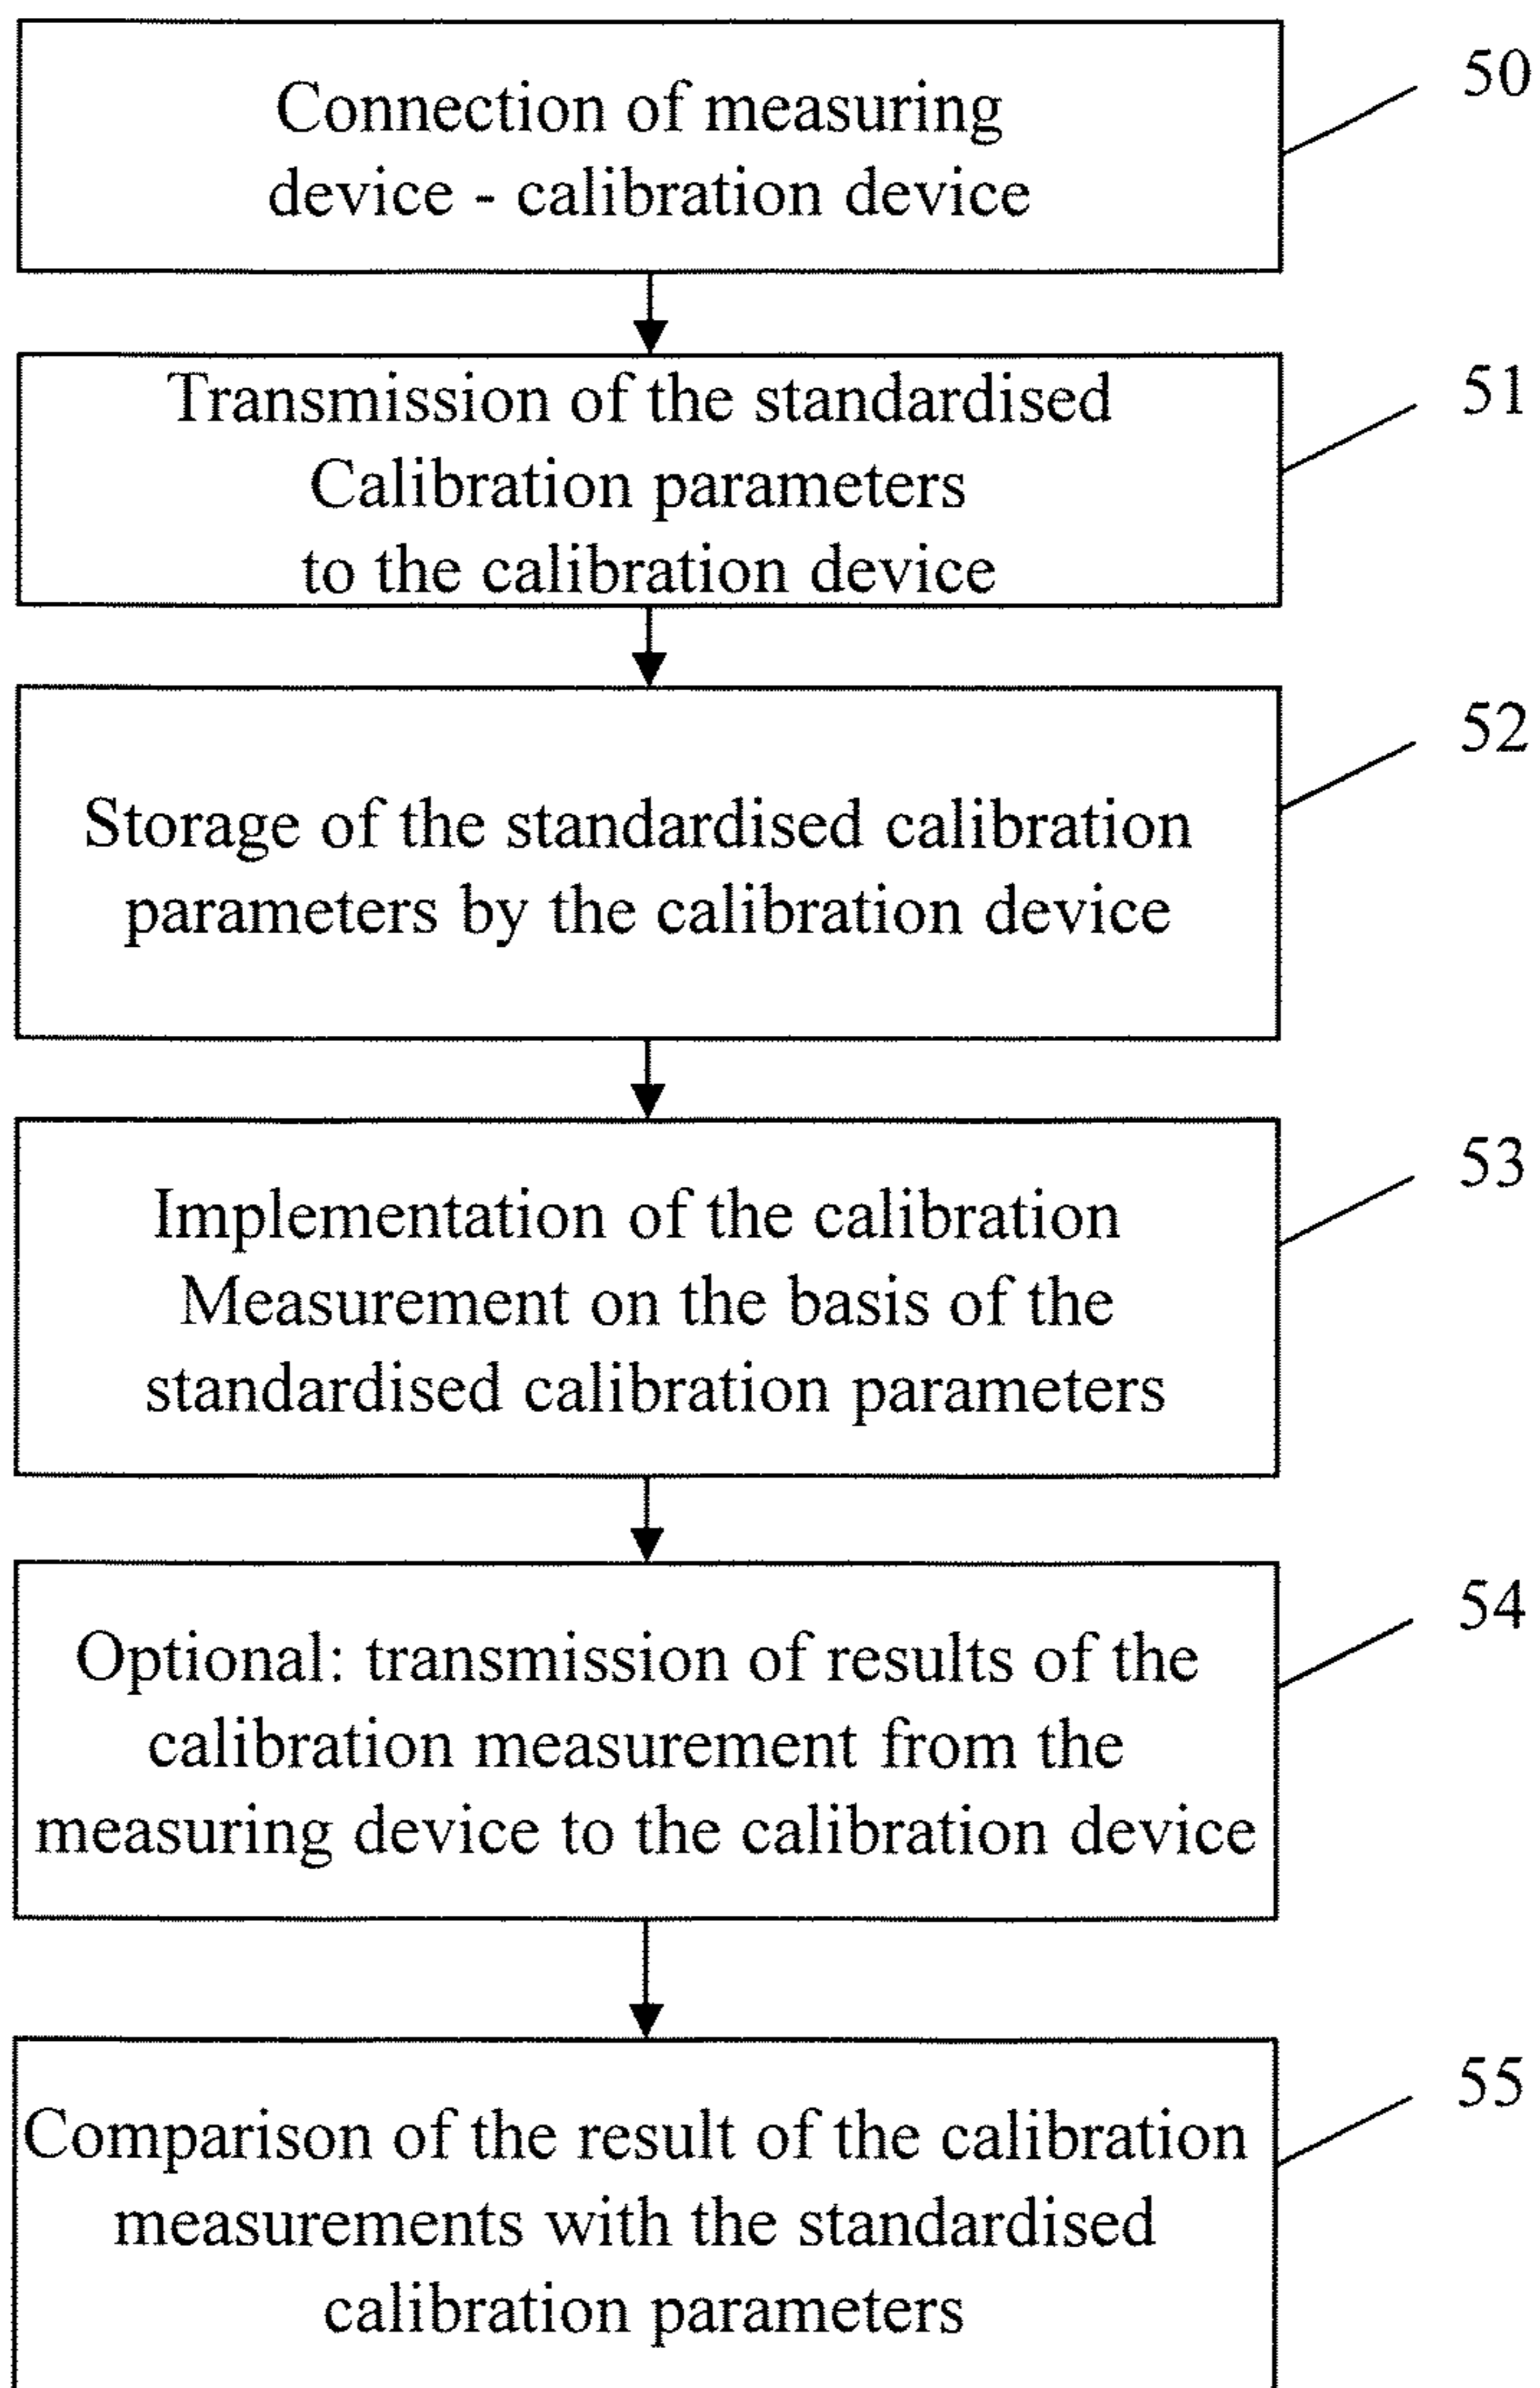 Connection of measuring
device - calibration device
50
Transmission of the standardised
Calibration parameters
to the calibration device
51
Storage of the standardised calibration
parameters by the calibration device
52
Implementation of the calibration
Measurement on the basis of the
standardised calibration parameters
53
Optional: transmission of results of the
calibration measurement from the
measuring device to the calibration device
54
Comparison of the result of the calibration
measurements with the standardised
calibration parameters
55